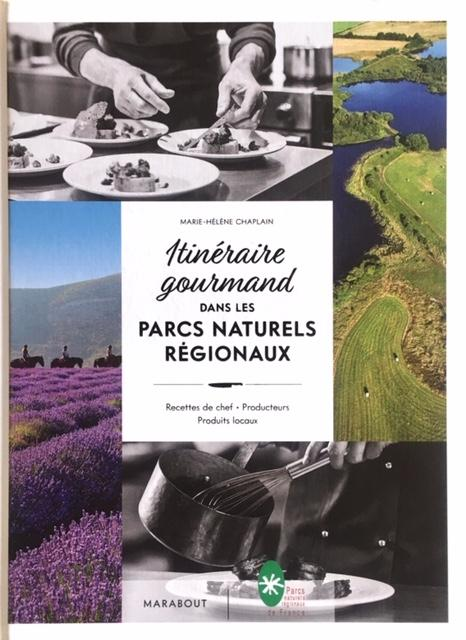 MARIE-HÉLÈNE CHAPLAIN
Itinéraire
gourmand
DANS LES
PARCS NATURELS
RÉGIONAUX
Recettes de chef • Producteurs
Produits locaux
MARABOUT
Parcs
naturels
régionaux
de France